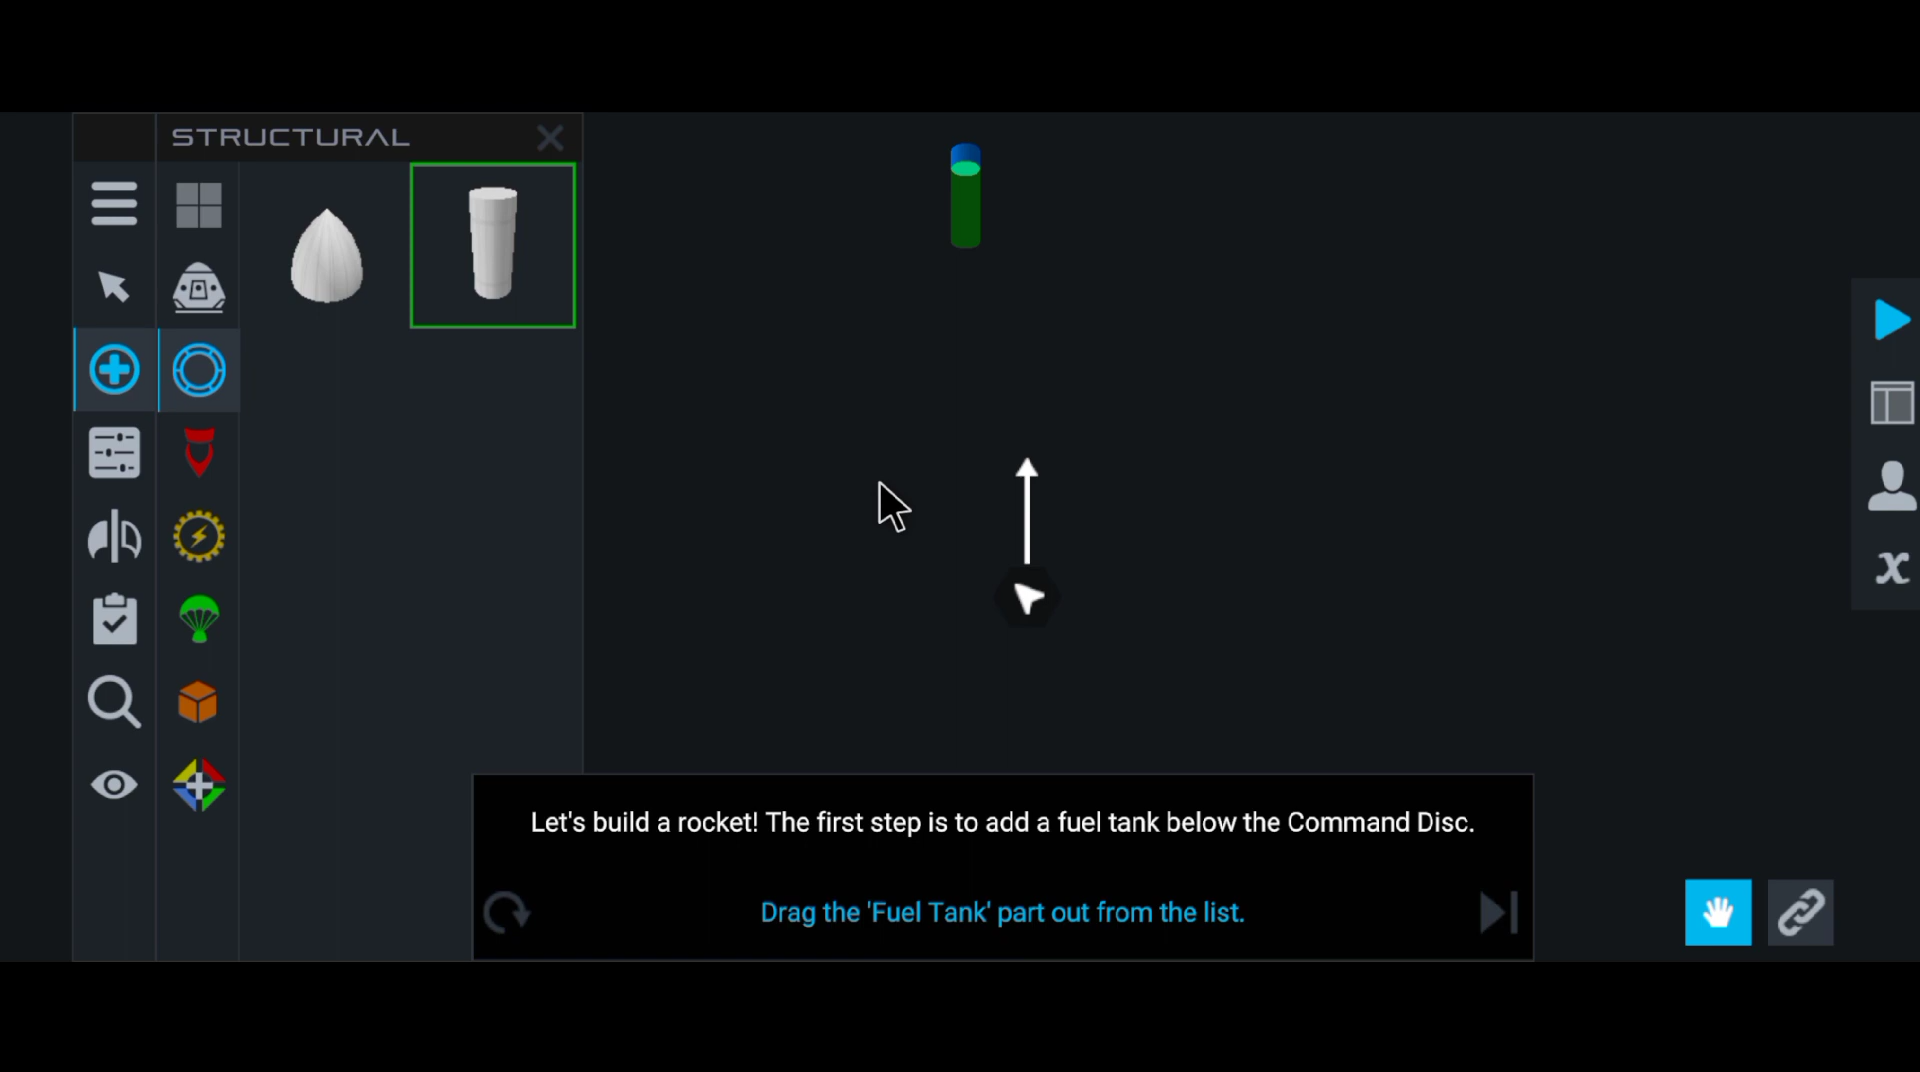 STRUCTURAL
x
Let's build a rocket! The first step is to add a fuel tank below the Command Disc.
Drag the 'Fuel Tank' part out from the list.